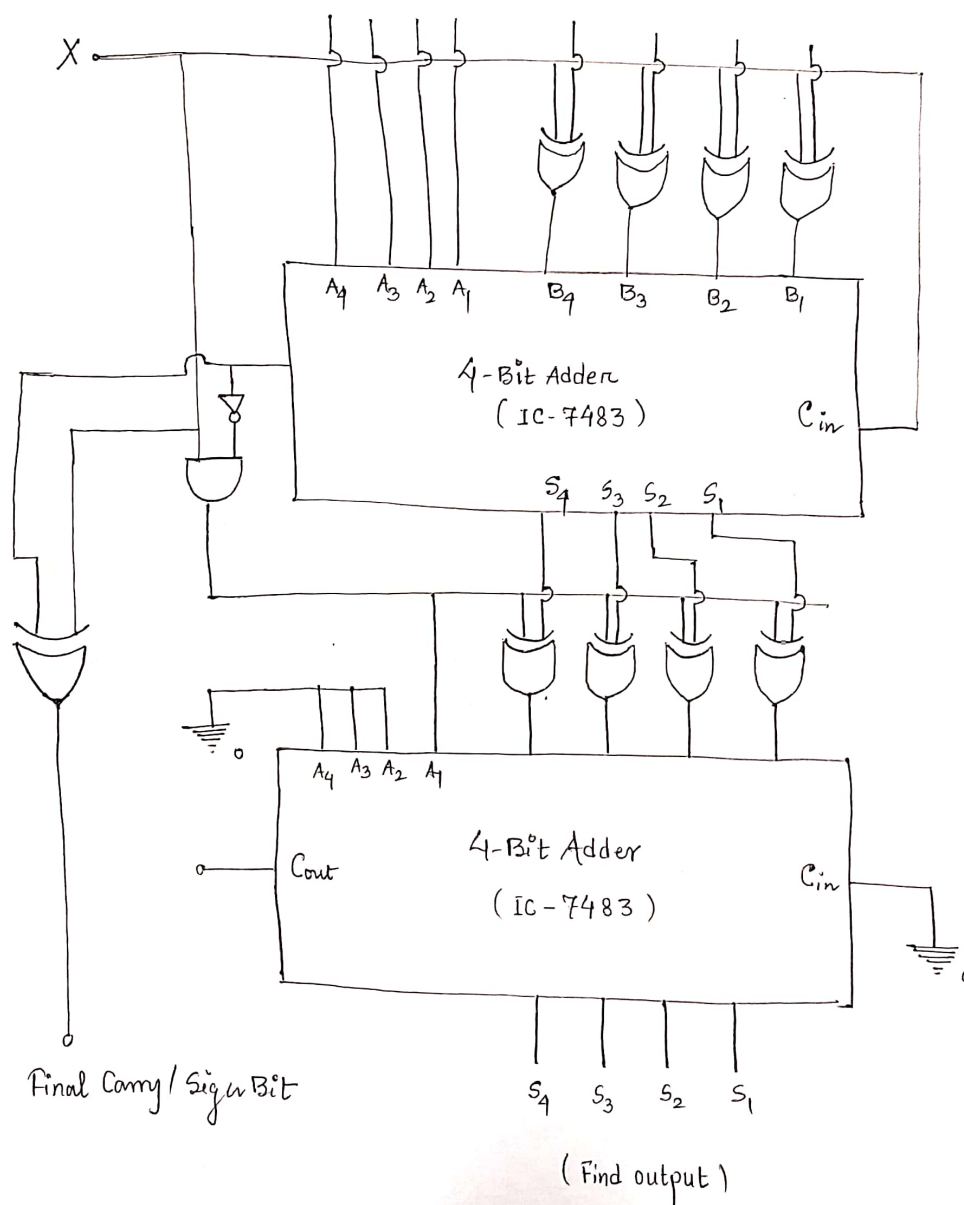 X
A4 A3 A2 A1 B4 B3 B2 B1
4-Bit Adder
(IC-7483)
Cin
S4 S3 S2 S1
0
A4 A3 A2 A1
4-Bit Adder
(IC-7483)
Cout
Cin
0
Final Carry/Sign Bit
S4 S3 S2 S1
(Find output)